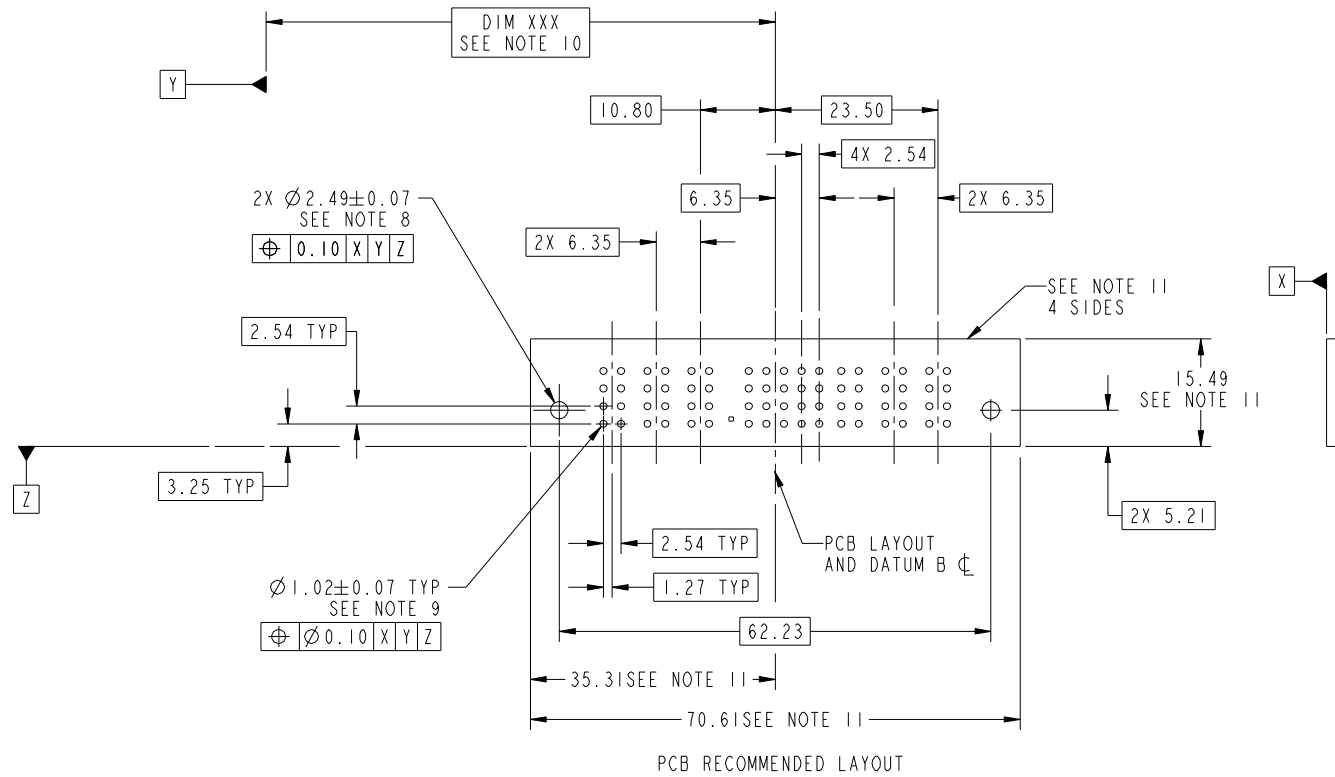 DIM XXX
SEE NOTE 10
Y
10.80
23.50
4X 2.54
2X Ø2.49±0.07
SEE NOTE 8
⌖ 0.10 X Y Z
6.35
2X 6.35
2X 6.35
X
SEE NOTE 11
4 SIDES
2.54 TYP
15.49
SEE NOTE 11
Z
3.25 TYP
2X 5.21
2.54 TYP
PCB LAYOUT
AND DATUM B ℄
Ø1.02±0.07 TYP
SEE NOTE 9
⌖ Ø0.10 X Y Z
1.27 TYP
62.23
35.31SEE NOTE 11
70.61SEE NOTE 11
PCB RECOMMENDED LAYOUT